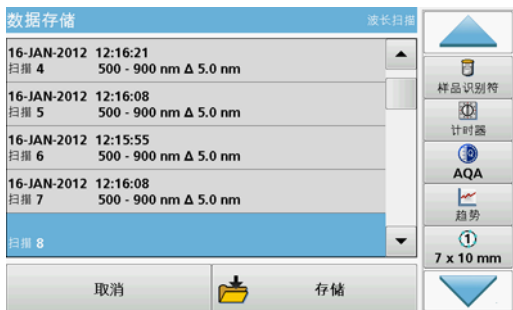 数据存储
波长扫描
16-JAN-2012 12:16:21
扫描 4 500 - 900 nm Δ 5.0 nm
16-JAN-2012 12:16:08
扫描 5 500 - 900 nm Δ 5.0 nm
16-JAN-2012 12:15:55
扫描 6 500 - 900 nm Δ 5.0 nm
16-JAN-2012 12:16:08
扫描 7 500 - 900 nm Δ 5.0 nm
扫描 8
取消
存储
样品识别符
计时器
AQA
趋势
1
7 x 10 mm